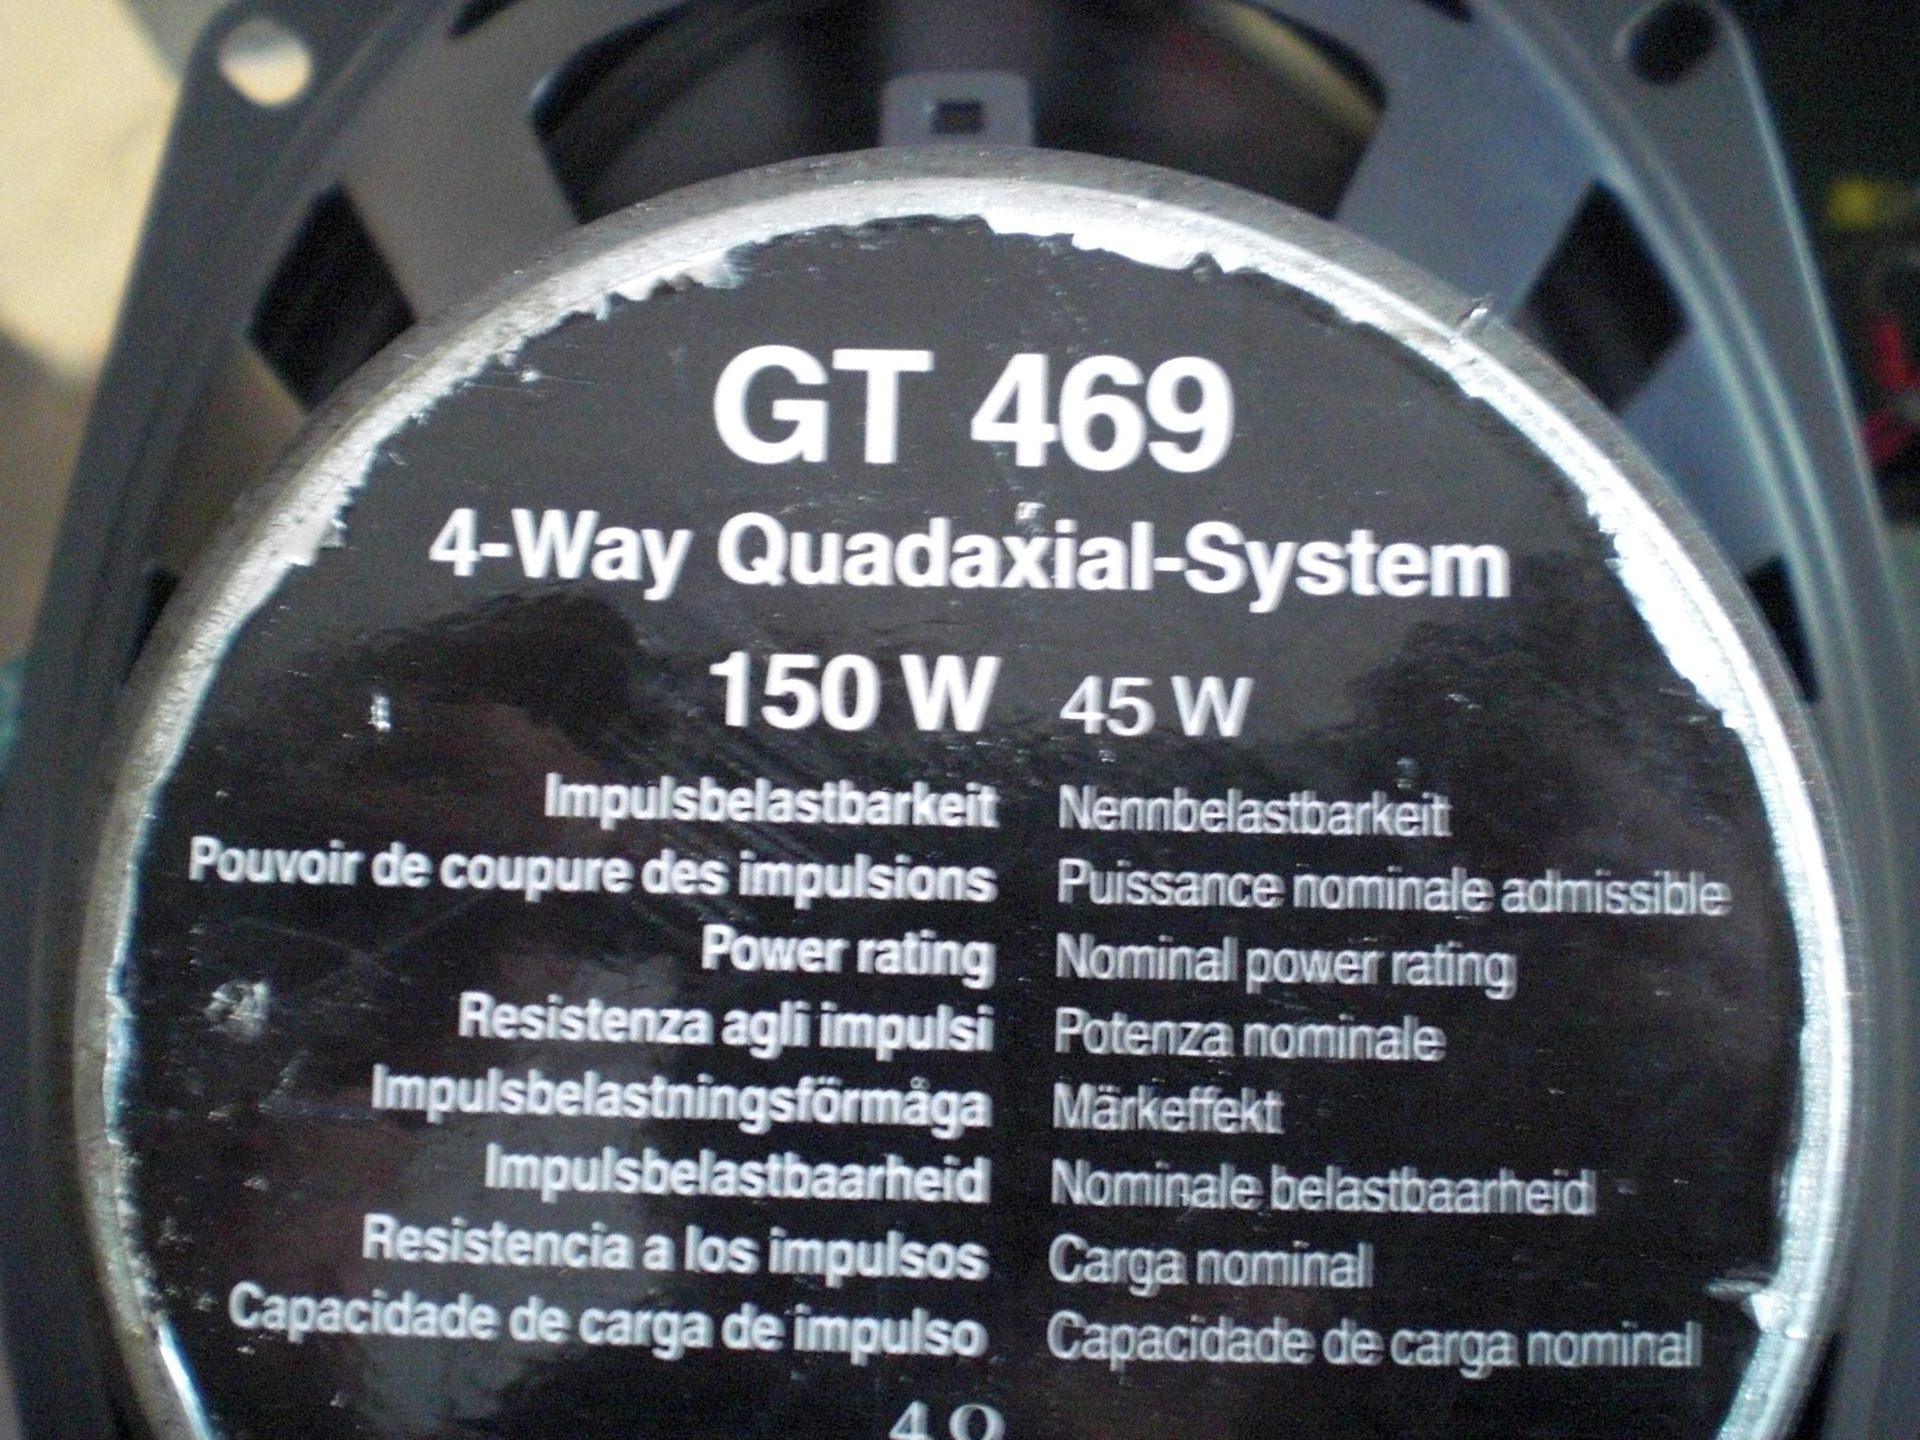 GT 469
4-Way Quadaxial-System
150 W 45 W
Impulsbelastbarkeit Nennbelastbarkeit
Pouvoir de coupure des impulsions Puissance nominale admissible
Power rating Nominal power rating
Resistenza agli impulsi Potenza nominale
Impulsbelastningsförmåga Märkeffekt
Impulsbelastbaarheid Nominale belastbaarheid
Resistencia a los impulsos Carga nominal
Capacidade de carga de impulso Capacidade de carga nominal
4 Ω